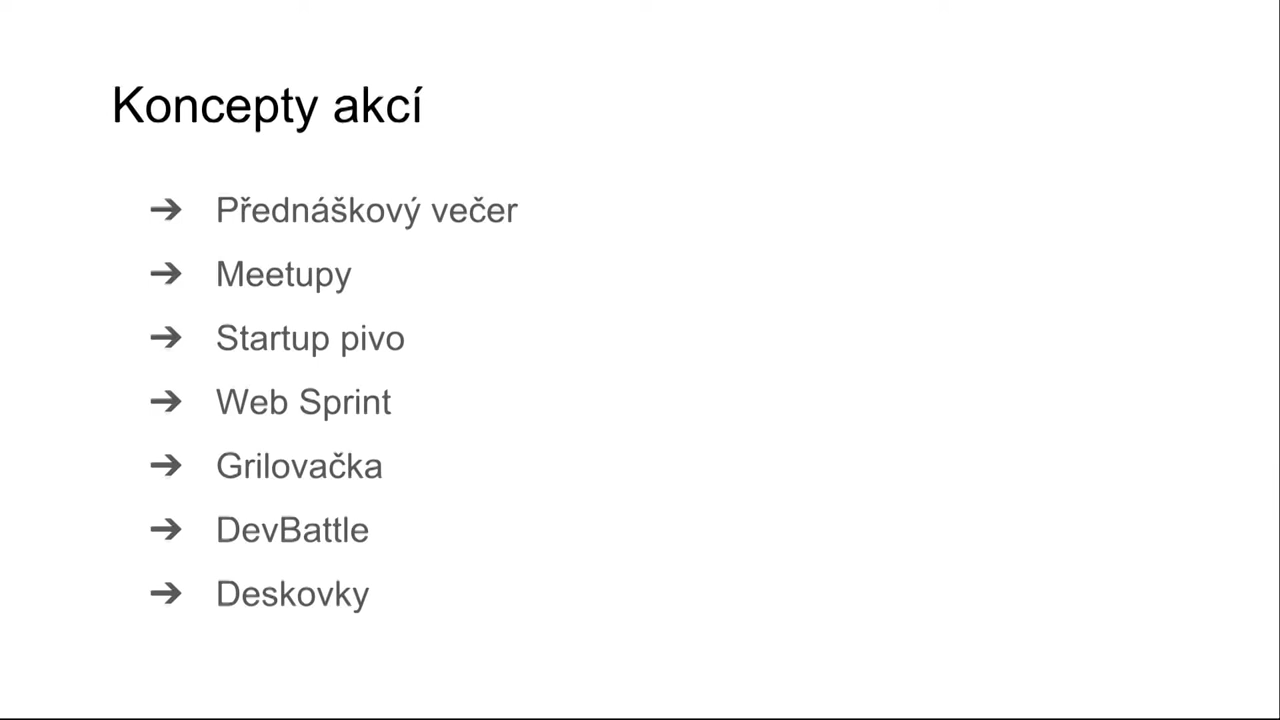 Koncepty akcí
➔ Přednáškový večer
➔ Meetupy
➔ Startup pivo
➔ Web Sprint
➔ Grilovačka
➔ DevBattle
➔ Deskovky